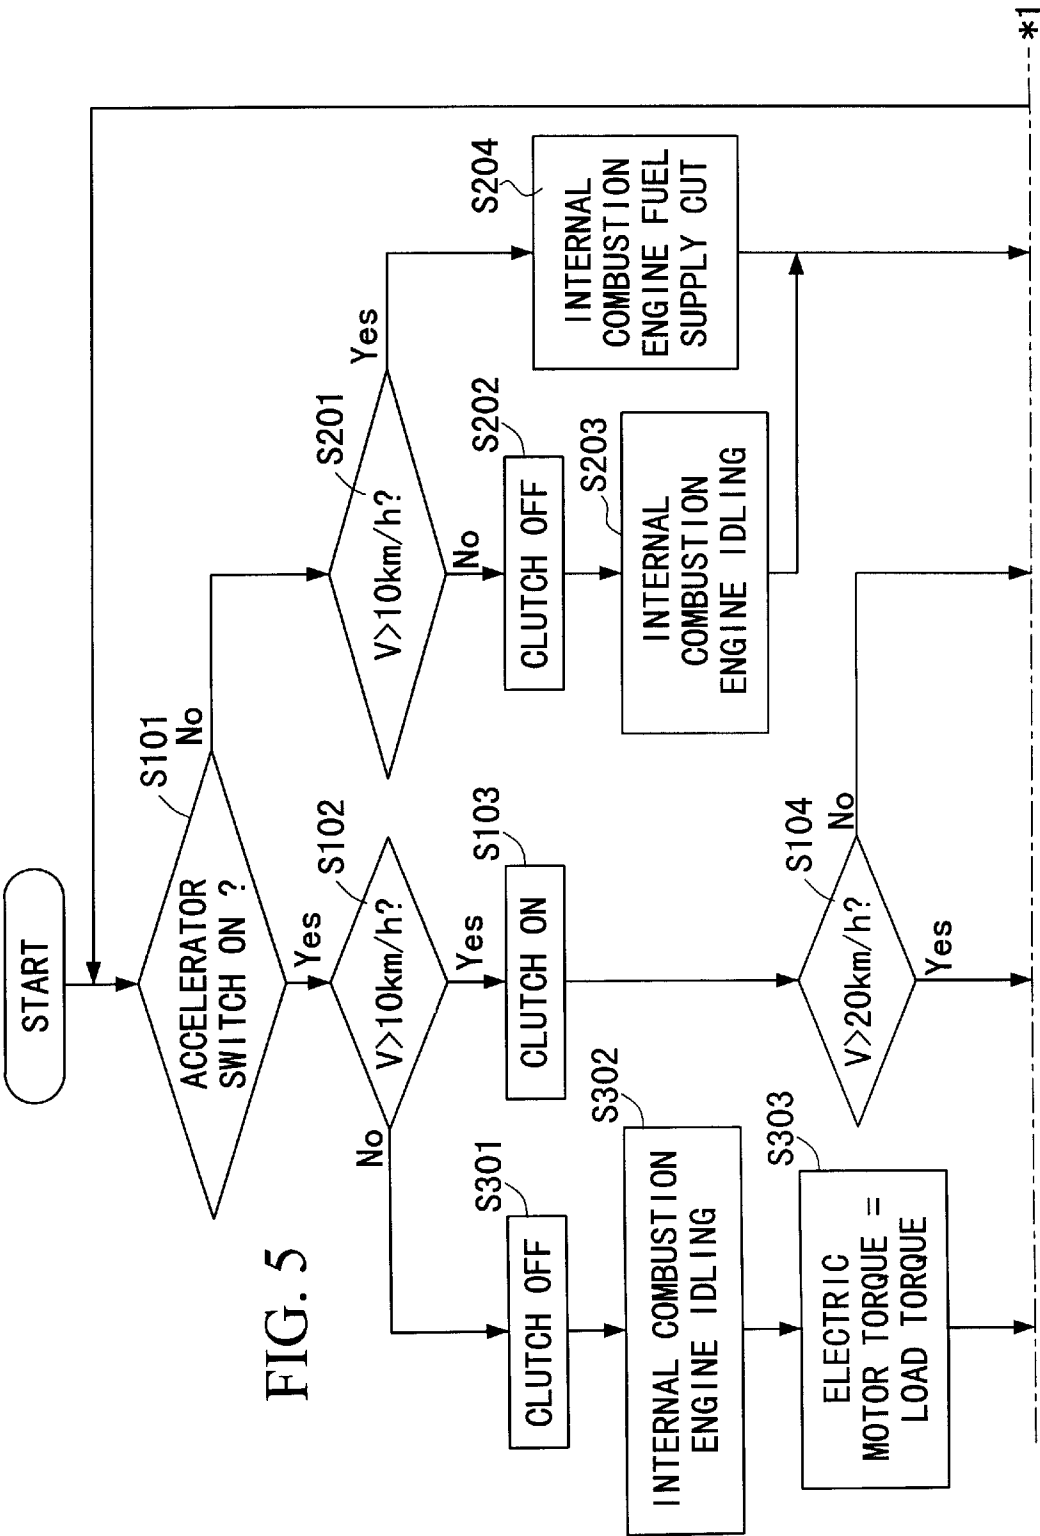 FIG. 5
START
ACCELERATOR
SWITCH ON ?
S101
No
Yes
V>10km/h?
S102
No
Yes
V>10km/h?
S201
Yes
No
S301
CLUTCH OFF
S103
CLUTCH ON
S202
CLUTCH OFF
S204
INTERNAL
COMBUSTION
ENGINE FUEL
SUPPLY CUT
S302
INTERNAL COMBUSTION
ENGINE IDLING
S203
INTERNAL
COMBUSTION
ENGINE IDLING
S303
ELECTRIC
MOTOR TORQUE =
LOAD TORQUE
V>20km/h?
S104
No
Yes
*1